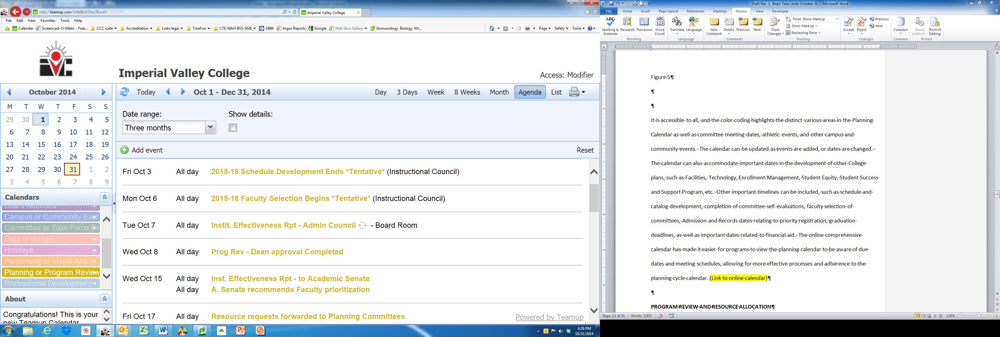 http://teamup.com/ksfb88d559ac76ac40/
Imperial Valley College
File Edit View Favorites Tools Help
Calendar Screencast-O-Matic - Free... CCC suite Accreditation Links legal TinaFun CTE-NAH-BSS-SME AB86 Argos Reports Google Web Slice Gallery Immunology Biology Kh...
Page Safety Tools
IVC
Imperial Valley College
Access: Modifier
October 2014
M T W T F S S
29 30 1 2 3 4 5
6 7 8 9 10 11 12
13 14 15 16 17 18 19
20 21 22 23 24 25 26
27 28 29 30 31 1 2
3 4 5 6 7 8 9
Calendars
Board Activities
Campus or Community Even
Committee or Task Force Ev
Data or Budget
Holidays
Performing or Visual Arts
Planning or Program Review
Professional Development
About
Congratulations! This is your
new Teamup Calendar
Today Oct 1 - Dec 31, 2014
Day 3 Days Week 8 Weeks Month Agenda List
Date range: Show details:
Three months
Add event Reset
Fri Oct 3 All day 2015-16 Schedule Development Ends *Tentative* (Instructional Council)
Mon Oct 6 All day 2015-16 Faculty Selection Begins *Tentative* (Instructional Council)
Tue Oct 7 All day Instit. Effectiveness Rpt - Admin Council - Board Room
Wed Oct 8 All day Prog Rev - Dean approval Completed
Wed Oct 15 All day Inst. Effectiveness Rpt - to Academic Senate
All day A. Senate recommends Faculty prioritization
Fri Oct 17 All day Resource requests forwarded to Planning Committees
Powered by Teamup
4:29 PM
10/31/2014
Draft Rec 1 Brian Tina Linda October 31 - Microsoft Word
File Home Insert Page Layout References Mailings Review View Developer
Spelling & Grammar Research Thesaurus Word Count
Proofing
Translate Language
Language
New Comment Delete Previous Next
Comments
Track Changes Final: Show Markup Show Markup Reviewing Pane
Tracking
Accept Reject Previous Next
Changes
Compare
Compare
Block Authors Restrict Editing
Protect
Figure 5¶
¶
¶
It is accessible to all, and the color coding highlights the distinct various areas in the Planning
Calendar as well as committee meeting dates, athletic events, and other campus and
community events. The calendar can be updated as events are added, or dates are changed.
The calendar can also accommodate important dates in the development of other College
plans, such as Facilities, Technology, Enrollment Management, Student Equity, Student Success
and Support Program, etc. Other important timelines can be included, such as schedule and
catalog development, completion of committee self-evaluations, faculty selection of
committees, Admission and Records dates relating to priority registration, graduation
deadlines, as well as important dates related to financial aid. The online comprehensive
calendar has made it easier for programs to view the planning calendar to be aware of due
dates and meeting schedules, allowing for more effective processes and adherence to the
planning cycle calendar. (Link to online calendar)¶
¶
PROGRAM REVIEW AND RESOURCE ALLOCATION¶
Page: 13 of 21 Words: 3,932 118%